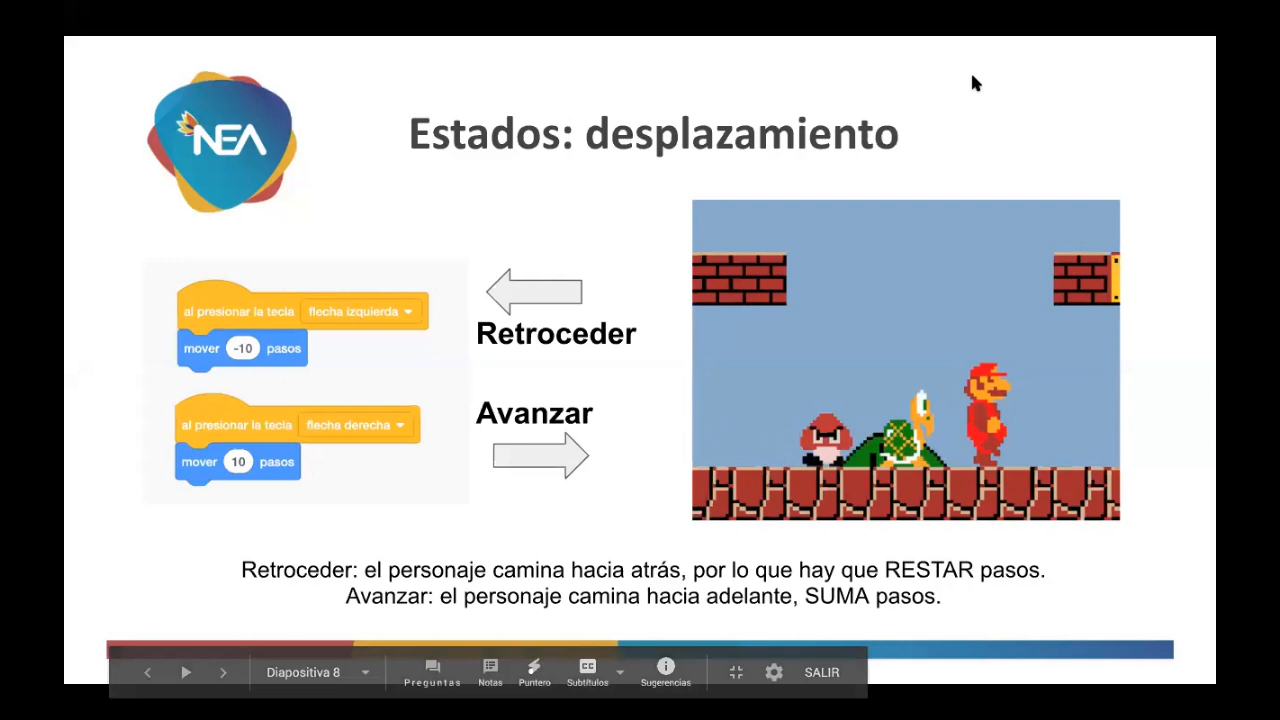 NEA
Estados: desplazamiento
al presionar la tecla flecha izquierda
mover -10 pasos
Retroceder
Avanzar
al presionar la tecla flecha derecha
mover 10 pasos
Retroceder: el personaje camina hacia atrás, por lo que hay que RESTAR pasos.
Avanzar: el personaje camina hacia adelante, SUMA pasos.
Diapositiva 8
Preguntas
Notas
Puntero
CC
Subtítulos
Sugerencias
SALIR